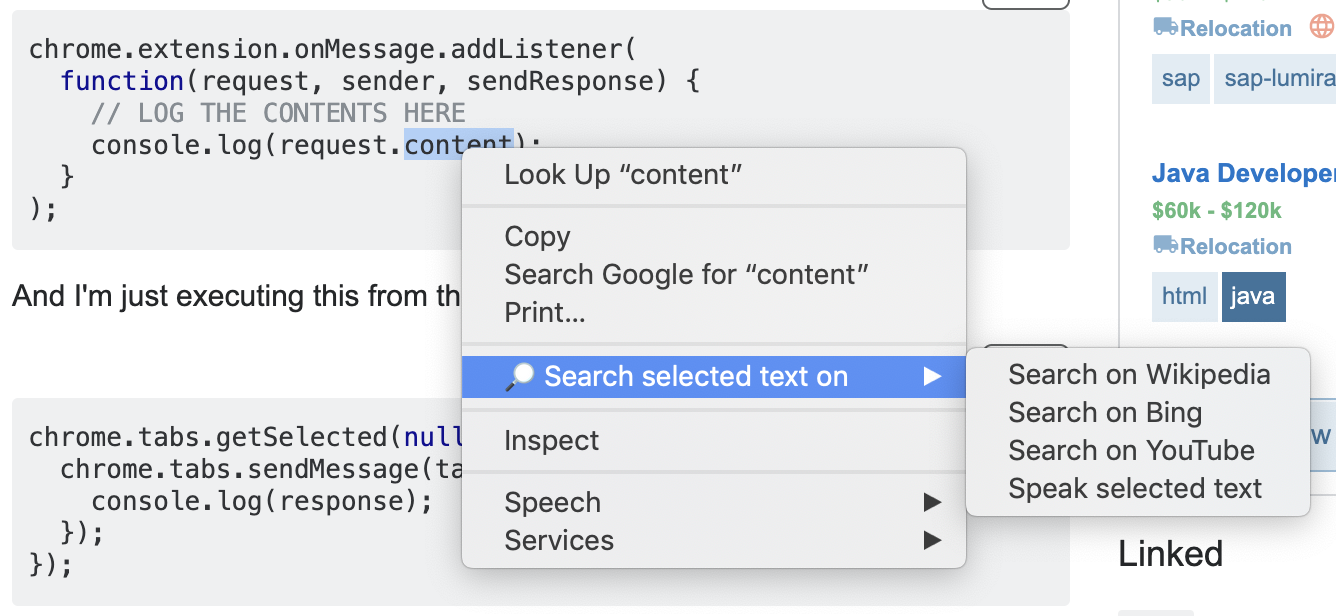 chrome.extension.onMessage.addListener(
function(request, sender, sendResponse) {
// LOG THE CONTENTS HERE
console.log(request.content);
}
);
And I'm just executing this from th
chrome.tabs.getSelected(null
chrome.tabs.sendMessage(ta
console.log(response);
});
});
Look Up “content”
Copy
Search Google for “content”
Print...
Search selected text on
Inspect
Speech
Services
Search on Wikipedia
Search on Bing
Search on YouTube
Speak selected text
Relocation
sap sap-lumira
Java Developer
$60k - $120k
Relocation
html java
w
Linked